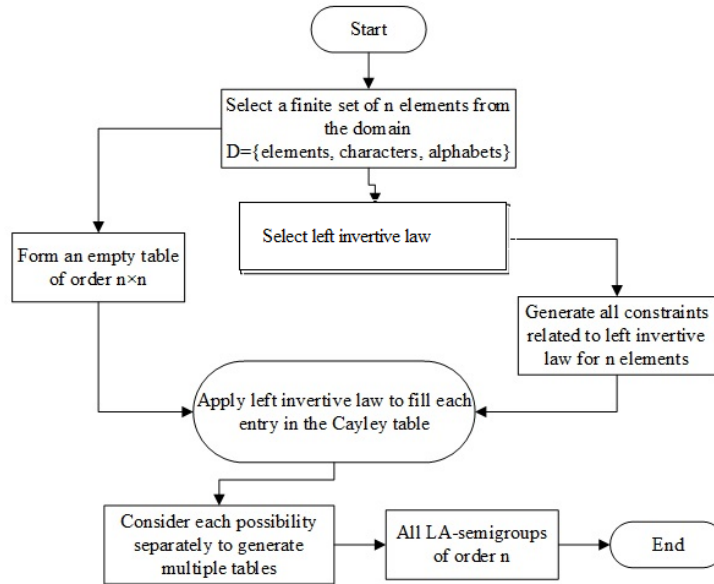 Start
Select a finite set of n elements from
the domain
D={elements, characters, alphabets}
Select left invertive law
Form an empty table
of order n×n
Generate all constraints
related to left invertive
law for n elements
Apply left invertive law to fill each
entry in the Cayley table
Consider each possibility
separately to generate
multiple tables
All LA-semigroups
of order n
End